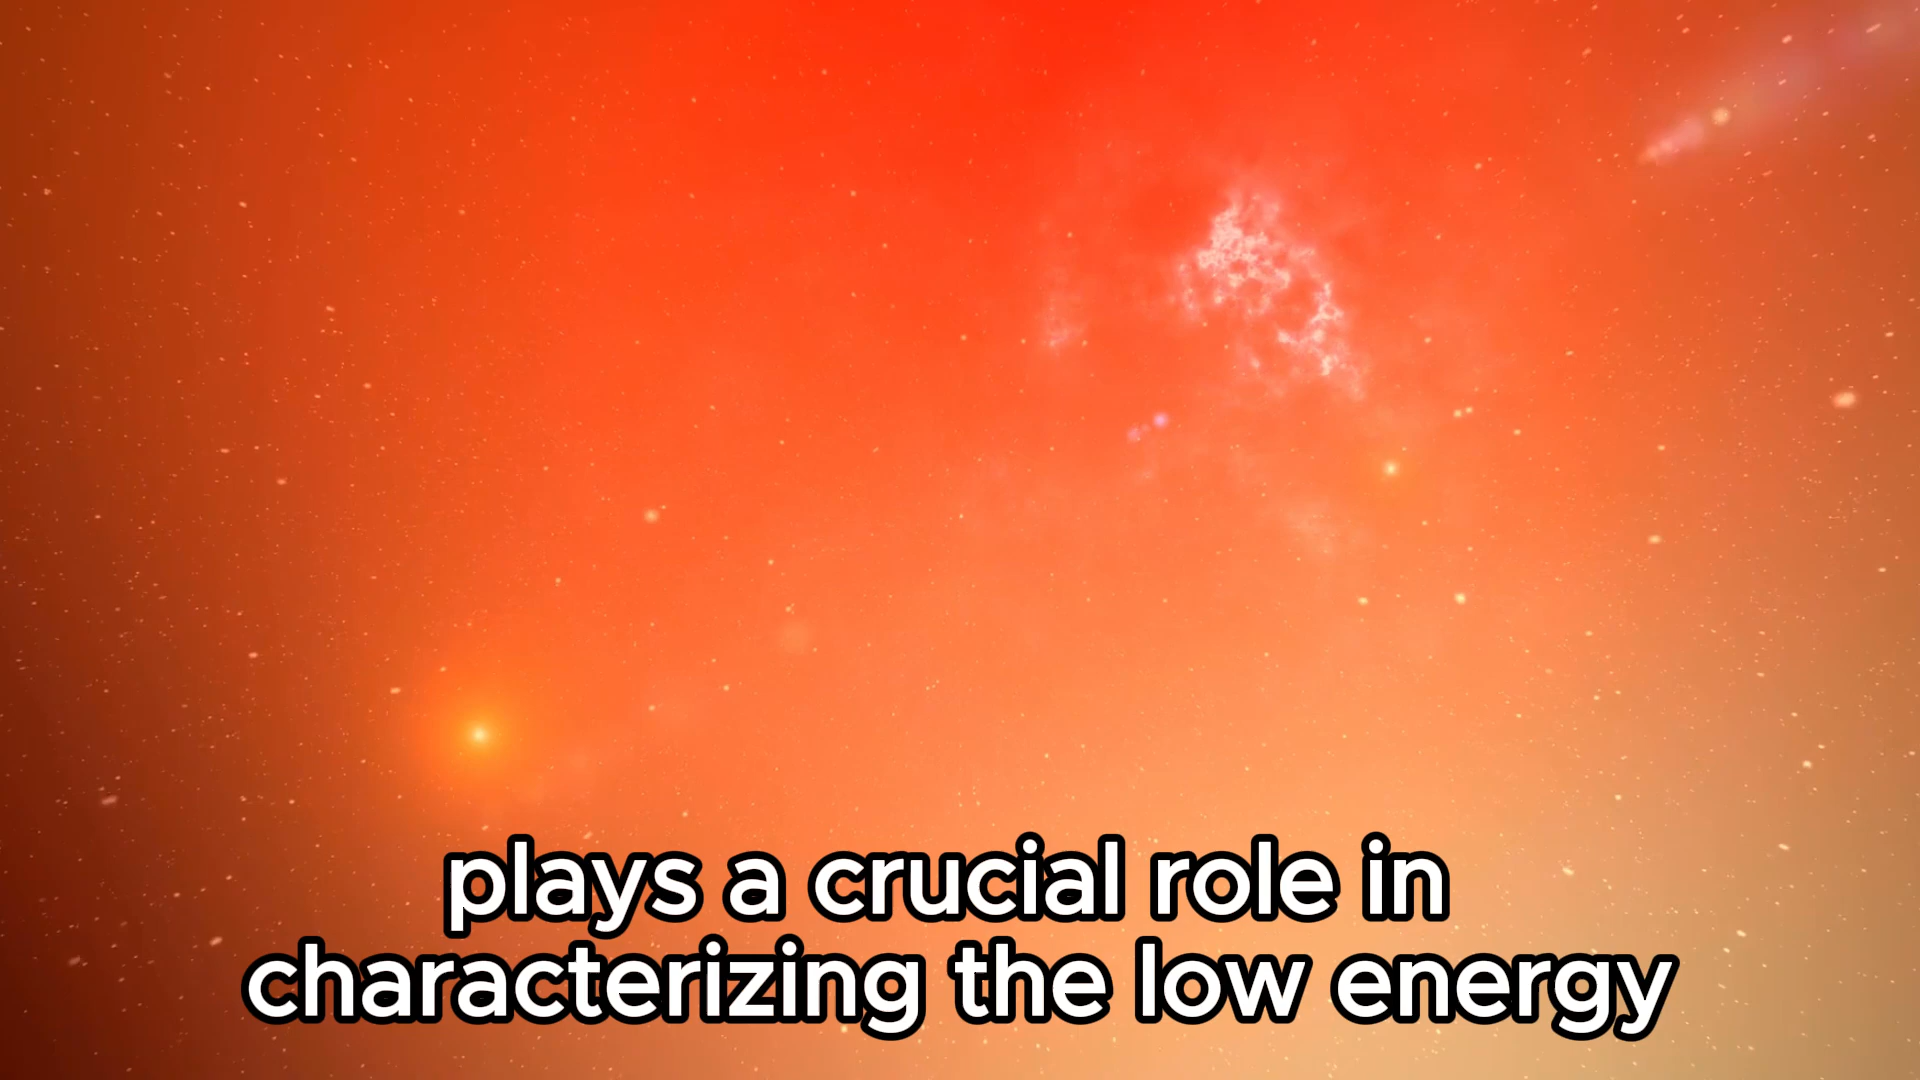 plays a crucial role in
characterizing the low energy